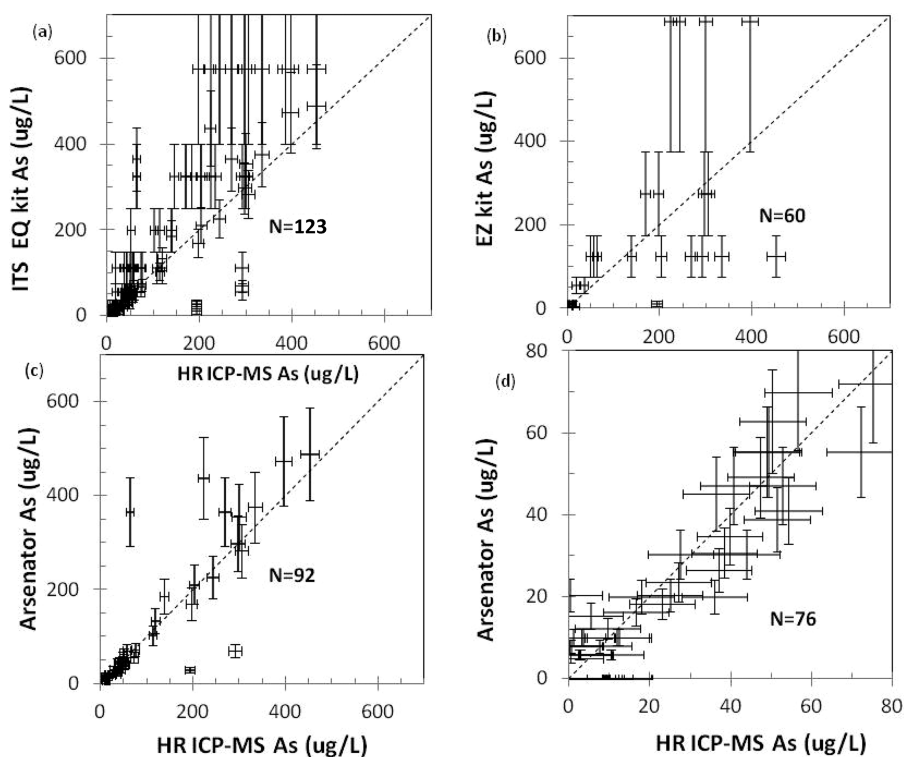 (a)
600
400
200
0
ITS EQ kit As (ug/L)
N=123
0 200 400 600
HR ICP-MS As (ug/L)
(b)
600
400
200
0
EZ kit As (ug/L)
N=60
0 200 400 600
(c)
600
400
200
0
Arsenator As (ug/L)
N=92
0 200 400 600
HR ICP-MS As (ug/L)
(d)
80
60
40
20
0
Arsenator As (ug/L)
N=76
0 20 40 60 80
HR ICP-MS As (ug/L)